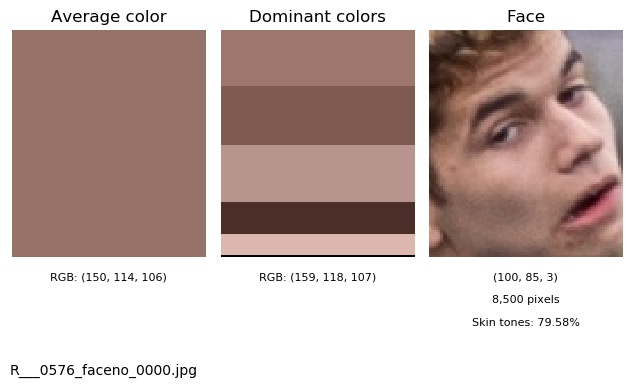 Average color
Dominant colors
Face
RGB: (150, 114, 106)
RGB: (159, 118, 107)
(100, 85, 3)
8,500 pixels
Skin tones: 79.58%
R___0576_faceno_0000.jpg